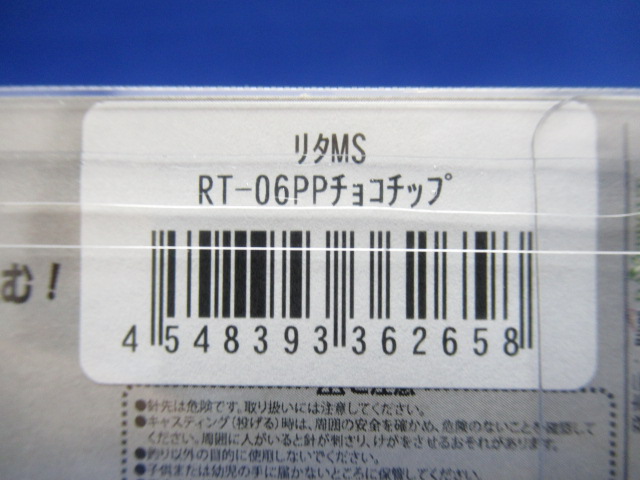 ﾘﾀMS
RT-06PPﾁｮｺﾁｯﾌﾟ
む！
4 548393 362658
●針先は危険です。取り扱いには注意してください。
●キャスティング（投げる）時は、周囲の安全を確かめ、危険のないことを確認して
ください。周囲に人がいると針が刺さり、けがをさせるおそれがあります。
●釣り以外の目的に使用しないでください。
●子供または幼児の手に届かないところに保管してください。